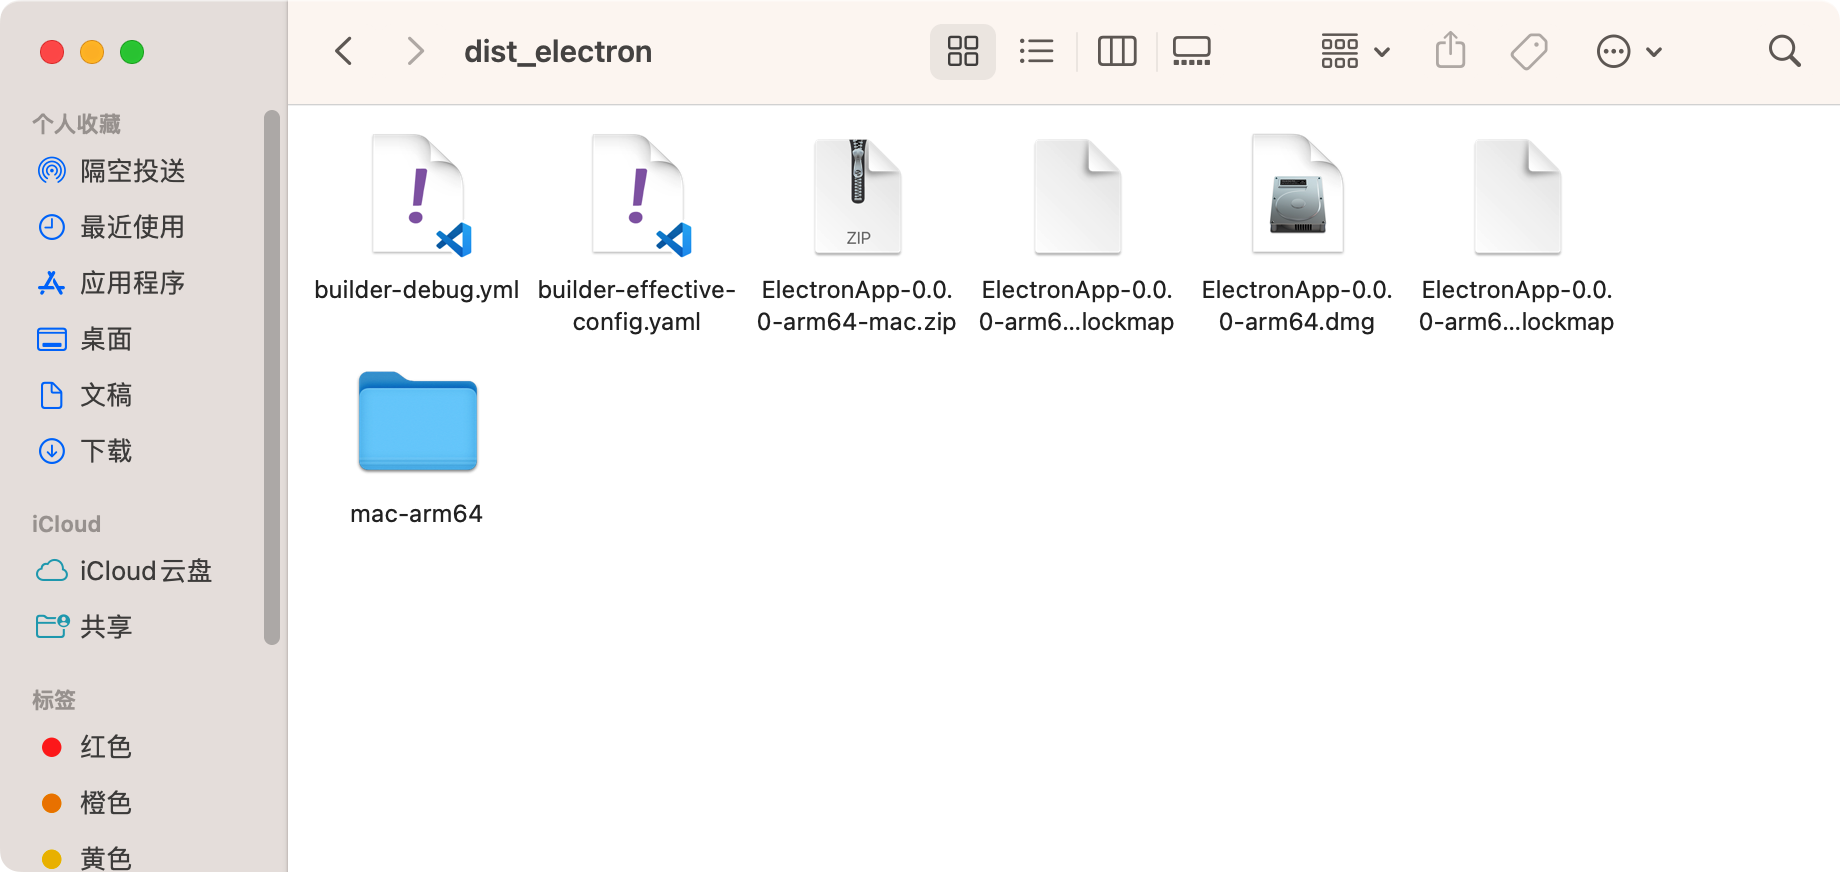 dist_electron
个人收藏
隔空投送
最近使用
应用程序
桌面
文稿
下载
iCloud
iCloud云盘
共享
标签
红色
橙色
黄色
builder-debug.yml
builder-effective-
config.yaml
ZIP
ElectronApp-0.0.
0-arm64-mac.zip
ElectronApp-0.0.
0-arm6...lockmap
ElectronApp-0.0.
0-arm64.dmg
ElectronApp-0.0.
0-arm6...lockmap
mac-arm64